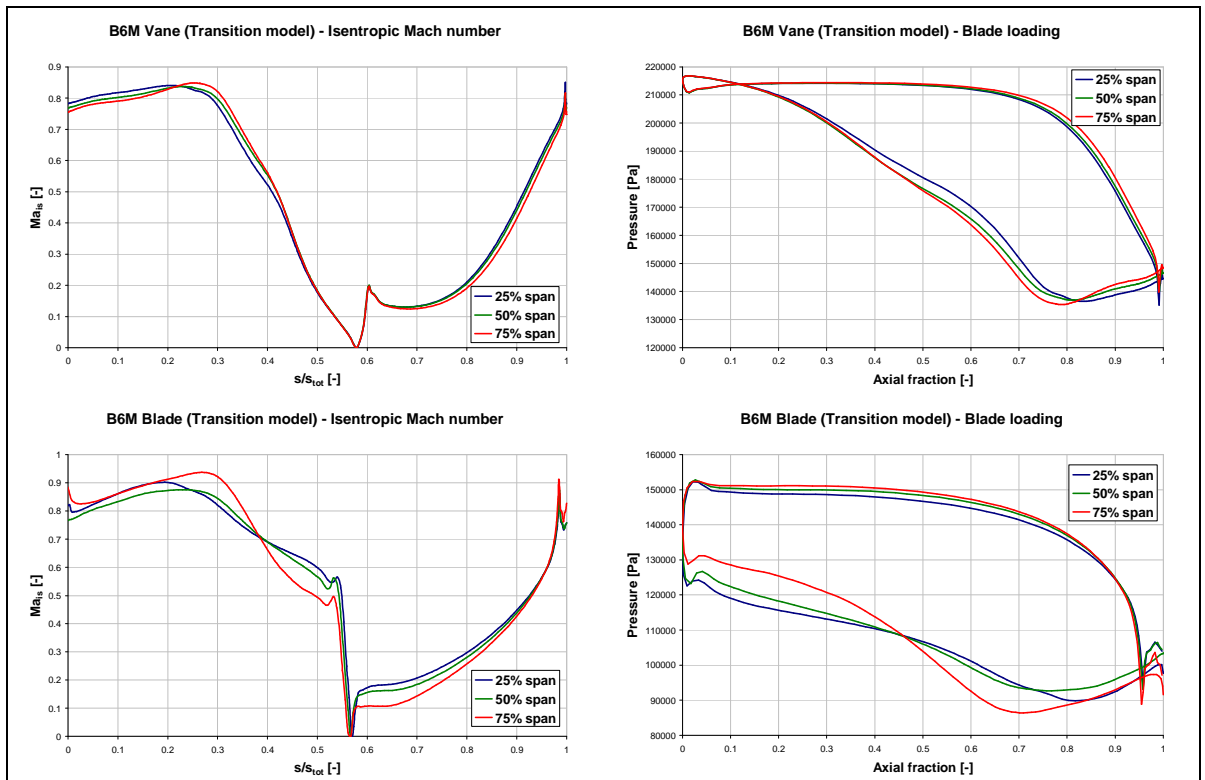 B6M Vane (Transition model) - Isentropic Mach number
0.9
0.8
0.7
0.6
0.5
0.4
0.3
0.2
0.1
0
Ma_is [-]
0 0.1 0.2 0.3 0.4 0.5 0.6 0.7 0.8 0.9 1
s/s_tot [-]
25% span
50% span
75% span
B6M Vane (Transition model) - Blade loading
220000
210000
200000
190000
180000
170000
160000
150000
140000
130000
120000
Pressure [Pa]
0 0.1 0.2 0.3 0.4 0.5 0.6 0.7 0.8 0.9 1
Axial fraction [-]
25% span
50% span
75% span
B6M Blade (Transition model) - Isentropic Mach number
1
0.9
0.8
0.7
0.6
0.5
0.4
0.3
0.2
0.1
0
Ma_is [-]
0 0.1 0.2 0.3 0.4 0.5 0.6 0.7 0.8 0.9 1
s/s_tot [-]
25% span
50% span
75% span
B6M Blade (Transition model) - Blade loading
160000
150000
140000
130000
120000
110000
100000
90000
80000
Pressure [Pa]
0 0.1 0.2 0.3 0.4 0.5 0.6 0.7 0.8 0.9 1
Axial fraction [-]
25% span
50% span
75% span